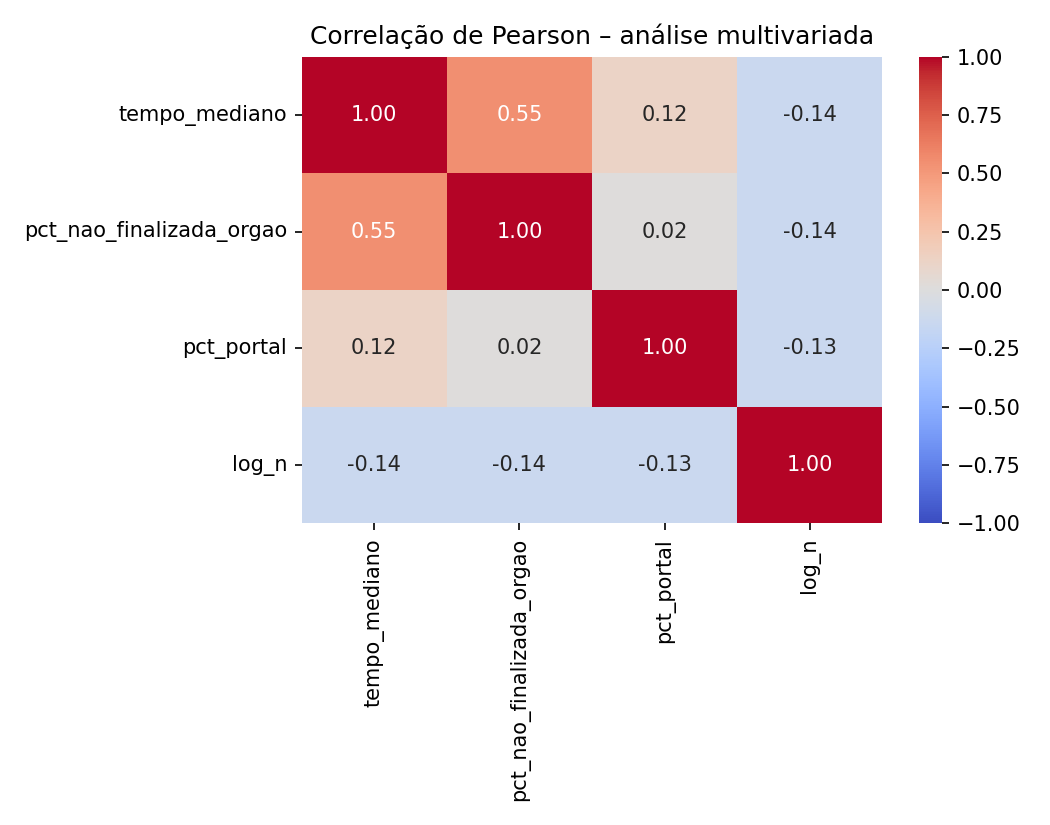 Correlação de Pearson – análise multivariada
tempo_mediano 1.00 0.55 0.12 -0.14
pct_nao_finalizada_orgao 0.55 1.00 0.02 -0.14
pct_portal 0.12 0.02 1.00 -0.13
log_n -0.14 -0.14 -0.13 1.00
tempo_mediano
pct_nao_finalizada_orgao
pct_portal
log_n
1.00
0.75
0.50
0.25
0.00
−0.25
−0.50
−0.75
−1.00